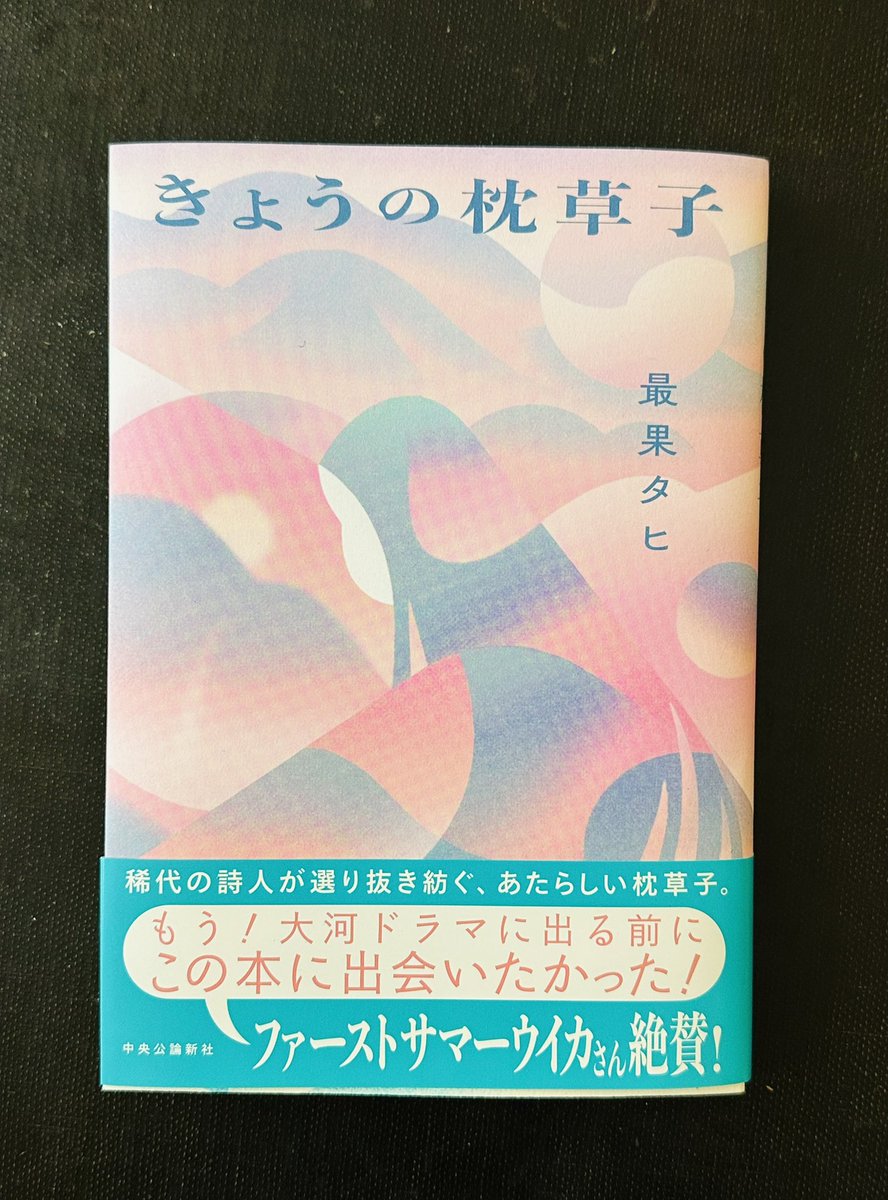 きょうの枕草子
最果タヒ
稀代の詩人が選り抜き紡ぐ、あたらしい枕草子。
もう!大河ドラマに出る前に
この本に出会いたかった!
ファーストサマーウイカさん絶賛!
中央公論新社